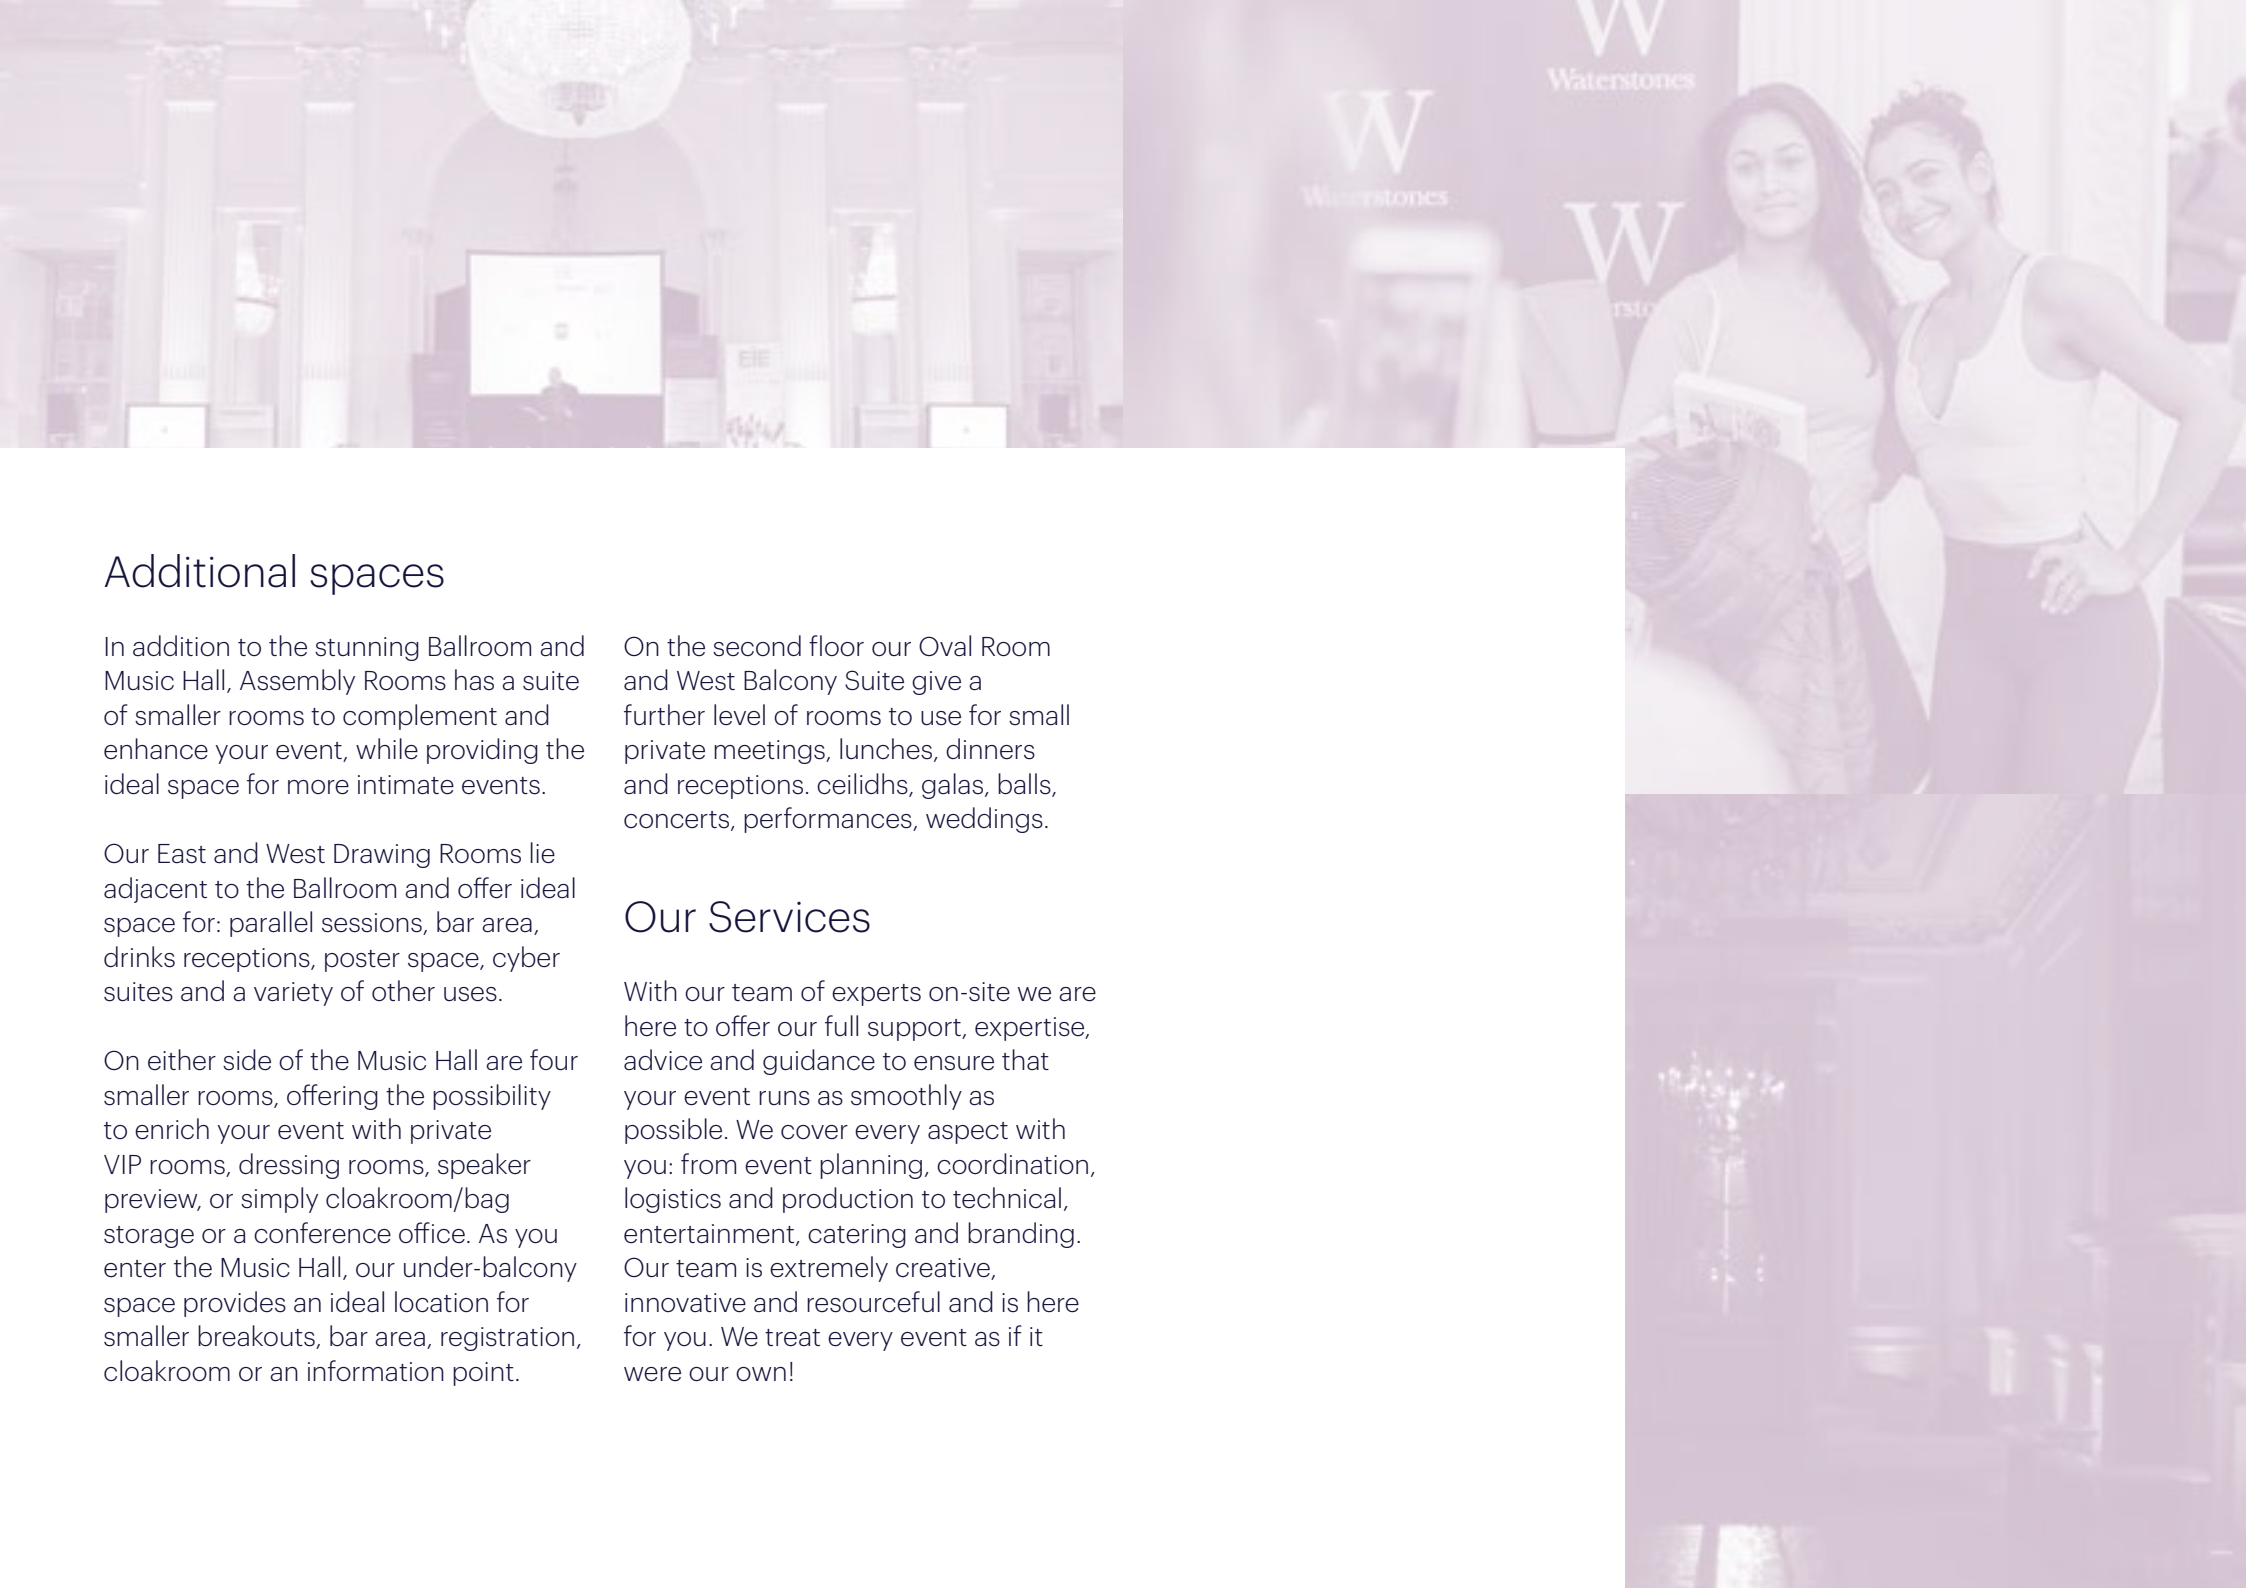 W
Waterstones
W
Waterstones
W
EIE
Additional spaces
In addition to the stunning Ballroom and
Music Hall, Assembly Rooms has a suite
of smaller rooms to complement and
enhance your event, while providing the
ideal space for more intimate events.
Our East and West Drawing Rooms lie
adjacent to the Ballroom and offer ideal
space for: parallel sessions, bar area,
drinks receptions, poster space, cyber
suites and a variety of other uses.
On either side of the Music Hall are four
smaller rooms, offering the possibility
to enrich your event with private
VIP rooms, dressing rooms, speaker
preview, or simply cloakroom/bag
storage or a conference office. As you
enter the Music Hall, our under-balcony
space provides an ideal location for
smaller breakouts, bar area, registration,
cloakroom or an information point.
On the second floor our Oval Room
and West Balcony Suite give a
further level of rooms to use for small
private meetings, lunches, dinners
and receptions. ceilidhs, galas, balls,
concerts, performances, weddings.
Our Services
With our team of experts on-site we are
here to offer our full support, expertise,
advice and guidance to ensure that
your event runs as smoothly as
possible. We cover every aspect with
you: from event planning, coordination,
logistics and production to technical,
entertainment, catering and branding.
Our team is extremely creative,
innovative and resourceful and is here
for you. We treat every event as if it
were our own!